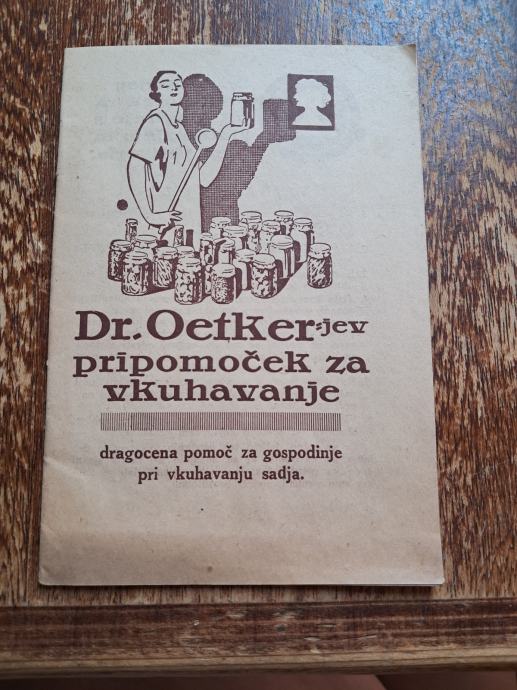 Dr. Oetker-jev
pripomoček za
vkuhavanje
dragocena pomoč za gospodinje
pri vkuhavanju sadja.